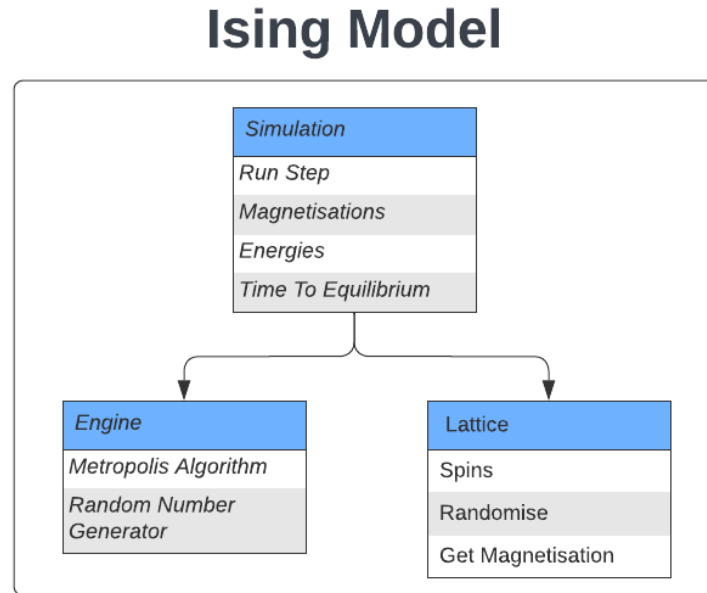 Ising Model
Simulation
Run Step
Magnetisations
Energies
Time To Equilibrium
Engine
Metropolis Algorithm
Random Number
Generator
Lattice
Spins
Randomise
Get Magnetisation